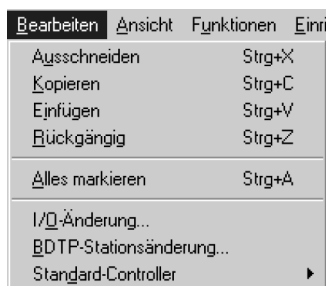 Bearbeiten Ansicht Funktionen
Ausschneiden Strg+X
Kopieren Strg+C
Einfügen Strg+V
Rückgängig Strg+Z
Alles markieren Strg+A
I/O-Änderung...
BDTP-Stationsänderung...
Standard-Controller